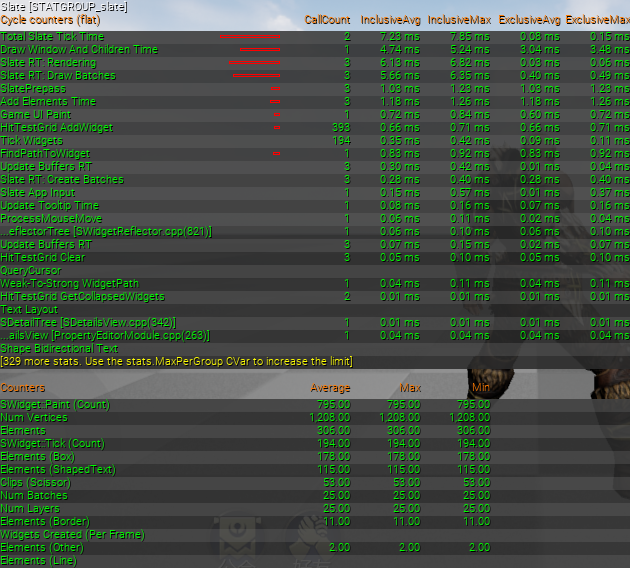 Slate [STATGROUP_slate]
Cycle counters (flat) CallCount InclusiveAvg InclusiveMax ExclusiveAvg ExclusiveMax
Total Slate Tick Time 2 7.23 ms 7.85 ms 0.08 ms 0.15 ms
Draw Window And Children Time 1 4.74 ms 5.24 ms 3.04 ms 3.48 ms
Slate RT: Rendering 3 6.13 ms 6.82 ms 0.03 ms 0.06 ms
Slate RT: Draw Batches 3 5.66 ms 6.35 ms 0.40 ms 0.49 ms
SlatePrepass 3 1.03 ms 1.23 ms 1.03 ms 1.23 ms
Add Elements Time 3 1.18 ms 1.26 ms 1.18 ms 1.26 ms
Game UI Paint 1 0.72 ms 0.84 ms 0.60 ms 0.72 ms
HitTestGrid AddWidget 393 0.66 ms 0.71 ms 0.66 ms 0.71 ms
Tick Widgets 194 0.35 ms 0.42 ms 0.09 ms 0.11 ms
FindPathToWidget 1 0.83 ms 0.92 ms 0.83 ms 0.92 ms
Update Buffers RT 3 0.30 ms 0.42 ms 0.01 ms 0.04 ms
Slate RT: Create Batches 3 0.28 ms 0.40 ms 0.28 ms 0.40 ms
Slate App Input 1 0.15 ms 0.57 ms 0.01 ms 0.37 ms
Update Tooltip Time 1 0.08 ms 0.16 ms 0.07 ms 0.16 ms
ProcessMouseMove 1 0.06 ms 0.11 ms 0.02 ms 0.04 ms
...eflectorTree [SWidgetReflector.cpp(821)] 1 0.06 ms 0.10 ms 0.06 ms 0.10 ms
Update Buffers RT 3 0.07 ms 0.15 ms 0.02 ms 0.07 ms
HitTestGrid Clear 3 0.05 ms 0.10 ms 0.05 ms 0.10 ms
QueryCursor
Weak-To-Strong WidgetPath 1 0.04 ms 0.11 ms 0.04 ms 0.11 ms
HitTestGrid GetCollapsedWidgets 2 0.01 ms 0.01 ms 0.01 ms 0.01 ms
Text Layout
SDetailTree [SDetailsView.cpp(342)] 1 0.01 ms 0.01 ms 0.01 ms 0.01 ms
...ailsView [PropertyEditorModule.cpp(263)] 1 0.04 ms 0.04 ms 0.04 ms 0.04 ms
Shape Bidirectional Text
[329 more stats. Use the stats.MaxPerGroup CVar to increase the limit]
Counters Average Max Min
SWidget::Paint (Count) 795.00 795.00 795.00
Num Vertices 1,208.00 1,208.00 1,208.00
Elements 306.00 306.00 306.00
SWidget::Tick (Count) 194.00 194.00 194.00
Elements (Box) 178.00 178.00 178.00
Elements (ShapedText) 115.00 115.00 115.00
Clips (Scissor) 53.00 53.00 53.00
Num Batches 25.00 25.00 25.00
Num Layers 25.00 25.00 25.00
Elements (Border) 11.00 11.00 11.00
Widgets Created (Per Frame)
Elements (Other) 2.00 2.00 2.00
Elements (Line)